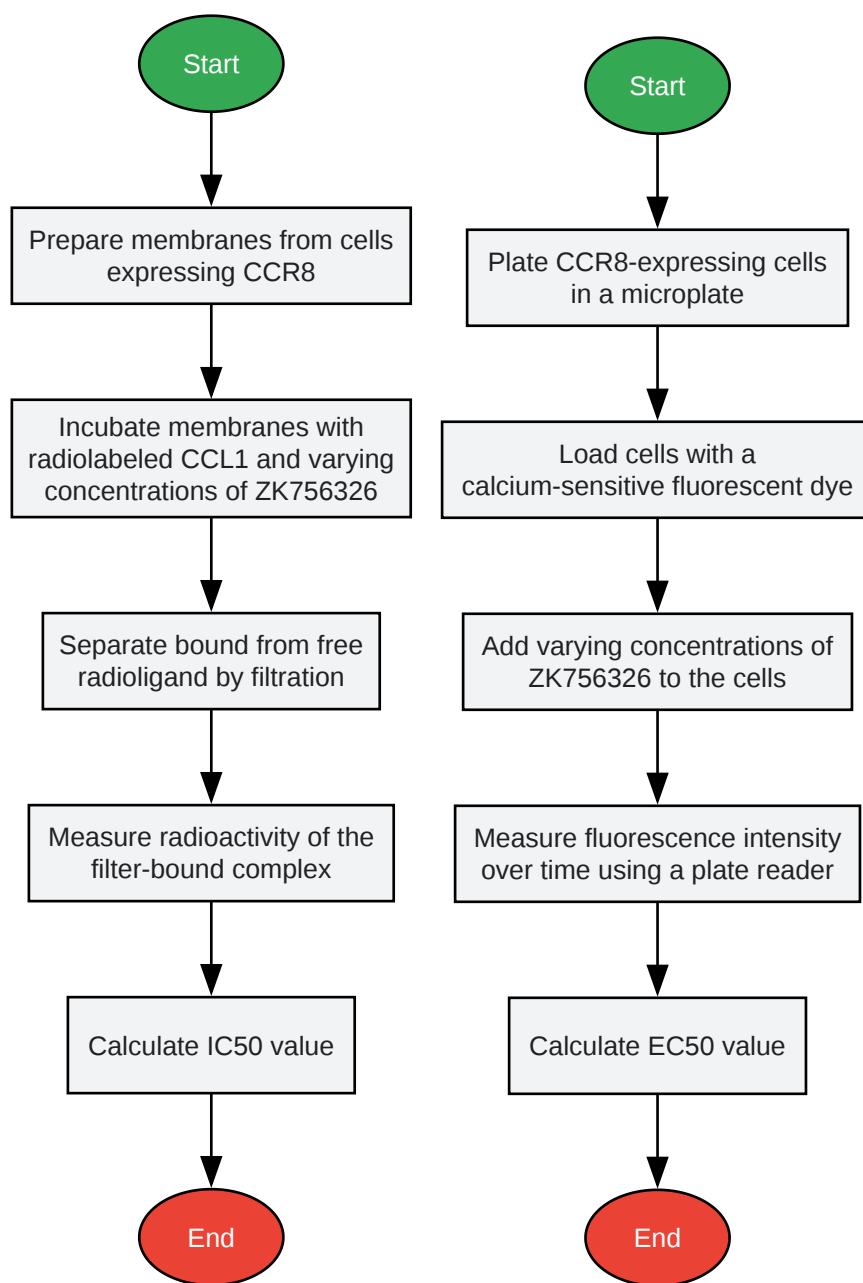 Start
Prepare membranes from cells
expressing CCR8
Incubate membranes with
radiolabeled CCL1 and varying
concentrations of ZK756326
Separate bound from free
radioligand by filtration
Measure radioactivity of the
filter-bound complex
Calculate IC50 value
End
Start
Plate CCR8-expressing cells
in a microplate
Load cells with a
calcium-sensitive fluorescent dye
Add varying concentrations of
ZK756326 to the cells
Measure fluorescence intensity
over time using a plate reader
Calculate EC50 value
End